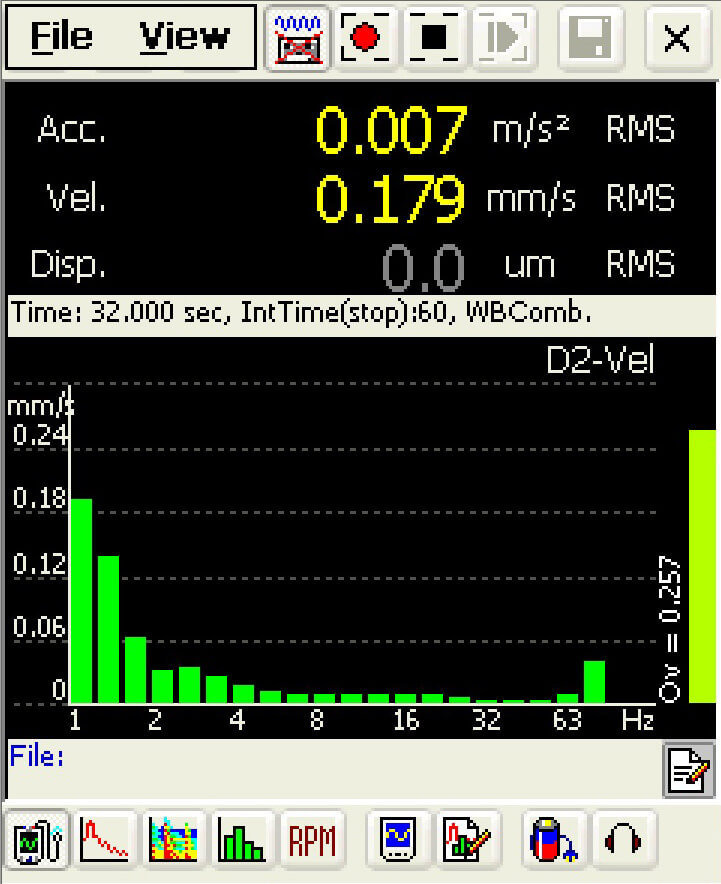 File View
Acc. 0.007 m/s² RMS
Vel. 0.179 mm/s RMS
Disp. 0.0 um RMS
Time: 32.000 sec, IntTime(stop):60, WBComb.
D2-Vel
mm/s
0.24
0.18
0.12
0.06
0
Ov = 0.257
1 2 4 8 16 32 63 Hz
File:
RPM